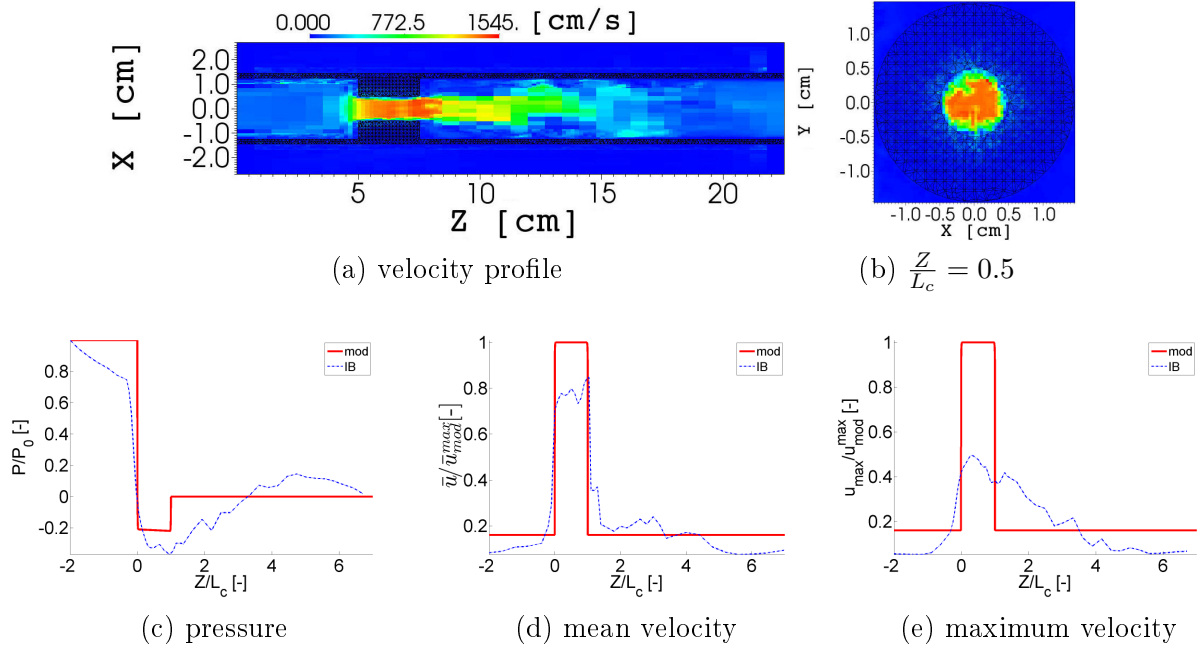 0.000 772.5 1545. [cm/s]
X [cm]
2.0
1.0
0.0
-1.0
-2.0
5 10 15 20
Z [cm]
Y [cm]
1.0
0.5
0.0
-0.5
-1.0
-1.0 -0.5 0.0 0.5 1.0
X [cm]
(a) velocity profile
(b) Z/L_c = 0.5
P/P_0 [-]
0.8
0.6
0.4
0.2
0
-0.2
-2 0 2 4 6
Z/L_c [-]
mod
IB
(c) pressure
ū/ū_mod^max [-]
1
0.8
0.6
0.4
0.2
-2 0 2 4 6
Z/L_c [-]
mod
IB
(d) mean velocity
u_max/u_mod^max [-]
1
0.8
0.6
0.4
0.2
-2 0 2 4 6
Z/L_c [-]
mod
IB
(e) maximum velocity